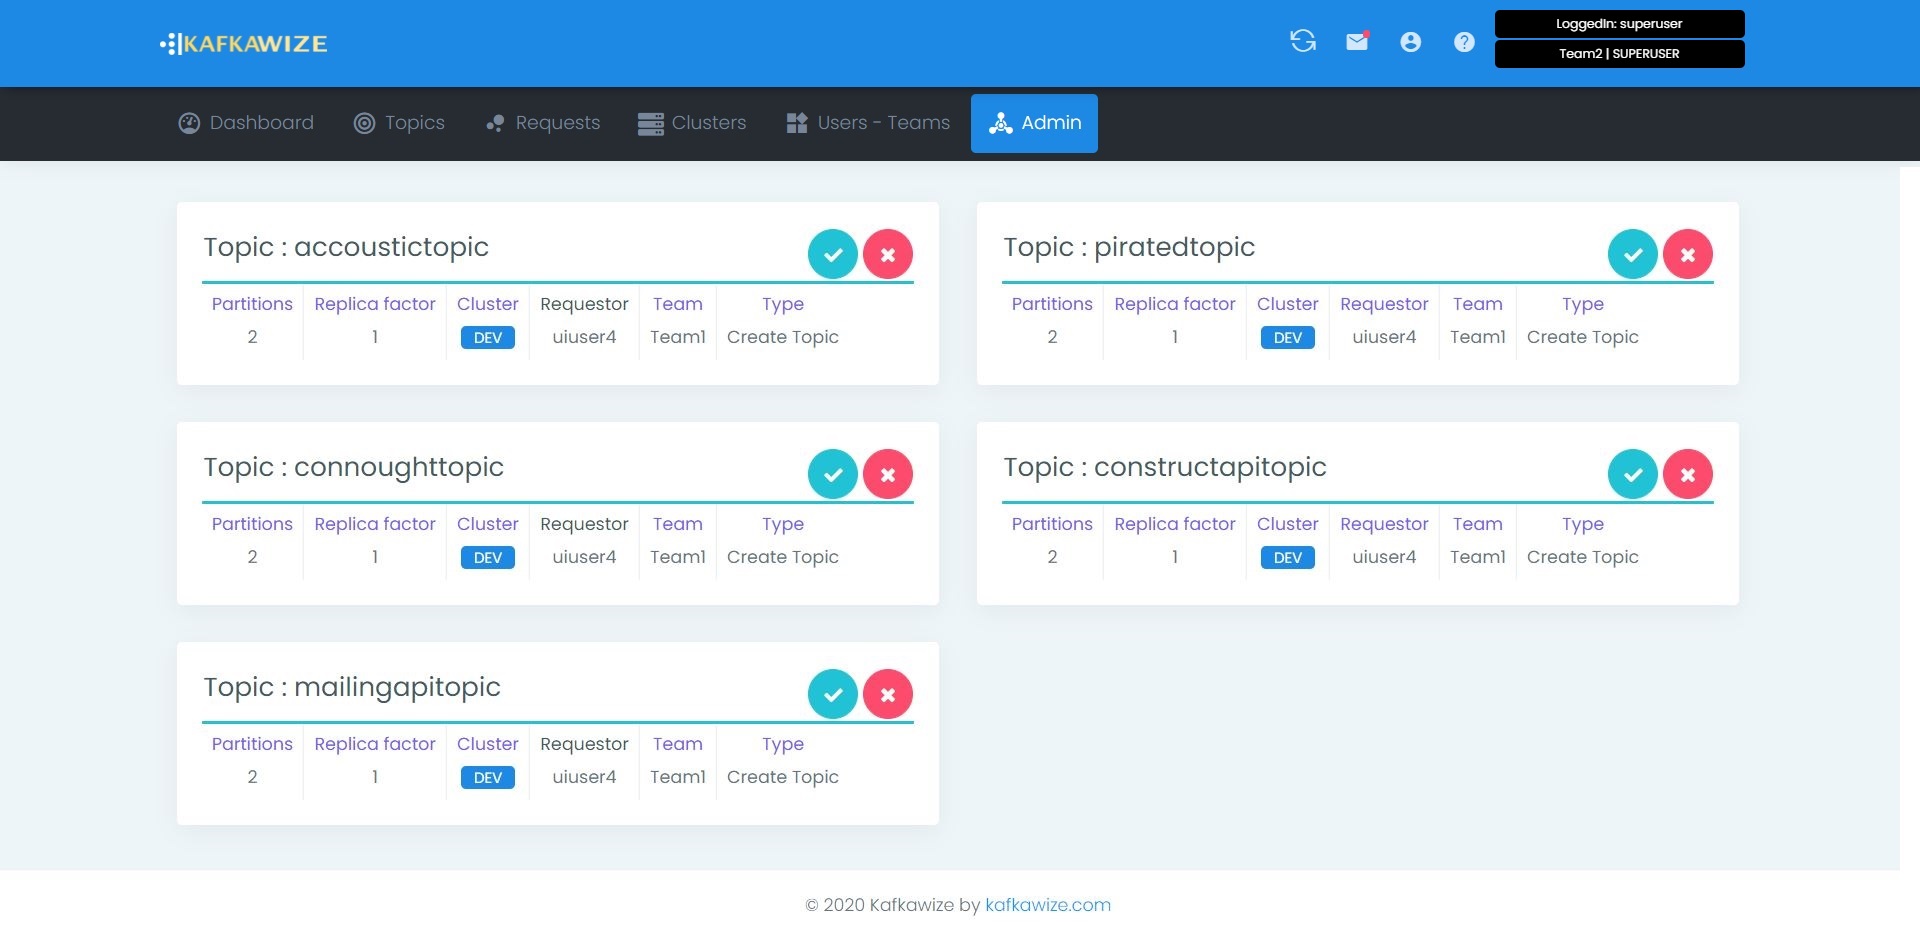 KAFKAWIZE
LoggedIn: superuser
Team2 | SUPERUSER
Dashboard Topics Requests Clusters Users - Teams Admin
Topic : accoustictopic
Partitions Replica factor Cluster Requestor Team Type
2 1 DEV uiuser4 Team1 Create Topic
Topic : piratedtopic
Partitions Replica factor Cluster Requestor Team Type
2 1 DEV uiuser4 Team1 Create Topic
Topic : connoughttopic
Partitions Replica factor Cluster Requestor Team Type
2 1 DEV uiuser4 Team1 Create Topic
Topic : constructapitopic
Partitions Replica factor Cluster Requestor Team Type
2 1 DEV uiuser4 Team1 Create Topic
Topic : mailingapitopic
Partitions Replica factor Cluster Requestor Team Type
2 1 DEV uiuser4 Team1 Create Topic
© 2020 Kafkawize by kafkawize.com